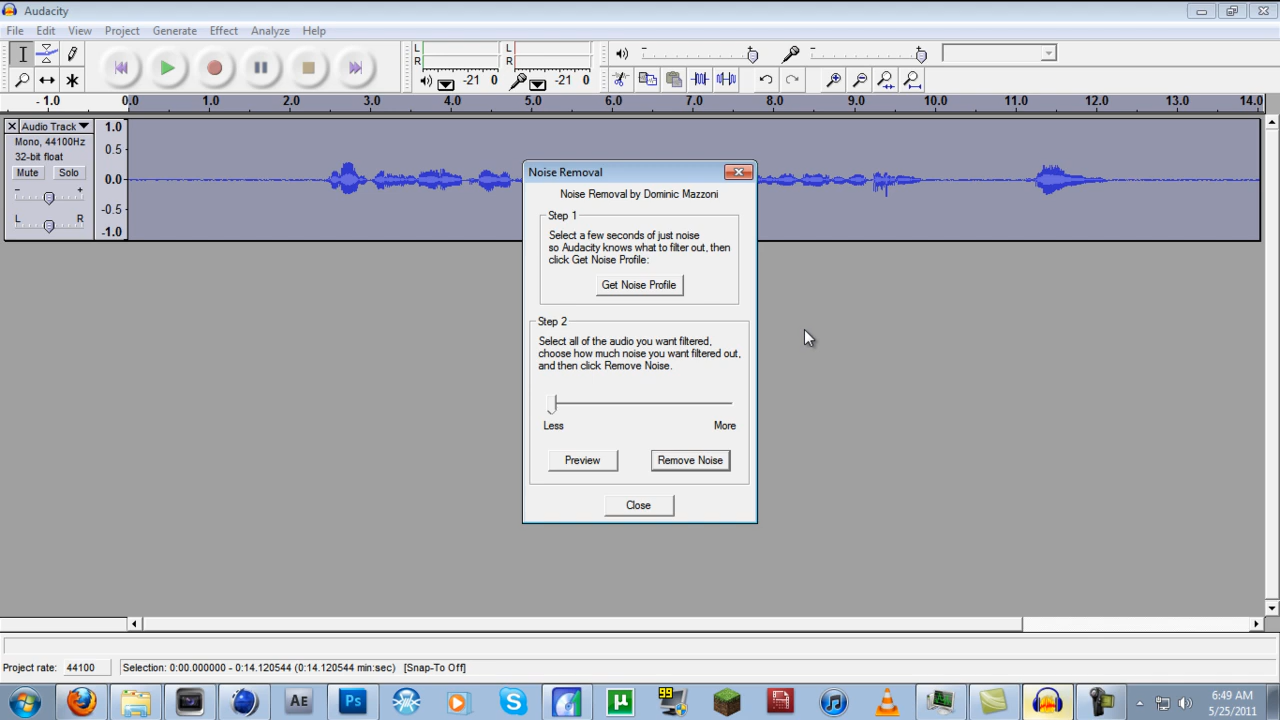 Audacity
File Edit View Project Generate Effect Analyze Help
L
R
-21 0
L
R
-21 0
- 1.0 0.0 1.0 2.0 3.0 4.0 5.0 6.0 7.0 8.0 9.0 10.0 11.0 12.0 13.0 14.0
Audio Track
Mono, 44100Hz
32-bit float
Mute Solo
- +
L R
1.0
0.5
0.0
-0.5
-1.0
Noise Removal
Noise Removal by Dominic Mazzoni
Step 1
Select a few seconds of just noise
so Audacity knows what to filter out, then
click Get Noise Profile:
Get Noise Profile
Step 2
Select all of the audio you want filtered,
choose how much noise you want filtered out,
and then click Remove Noise.
Less More
Preview Remove Noise
Close
Project rate: 44100 Selection: 0:00.000000 - 0:14.120544 (0:14.120544 min:sec) [Snap-To Off]
AE Ps 99
6:49 AM
5/25/2011